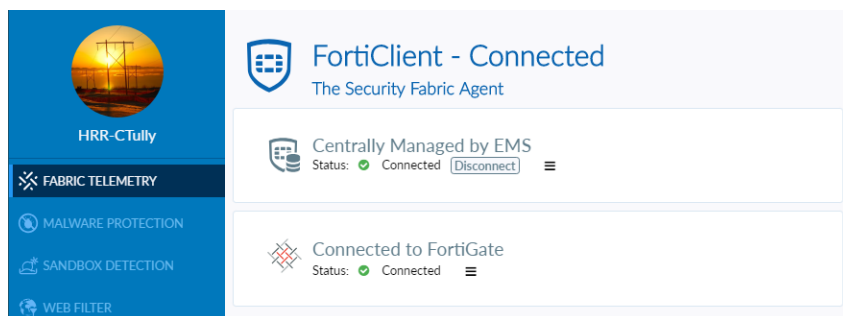 FortiClient - Connected
The Security Fabric Agent
HRR-CTully
FABRIC TELEMETRY
MALWARE PROTECTION
SANDBOX DETECTION
WEB FILTER
Centrally Managed by EMS
Status: Connected Disconnect
Connected to FortiGate
Status: Connected